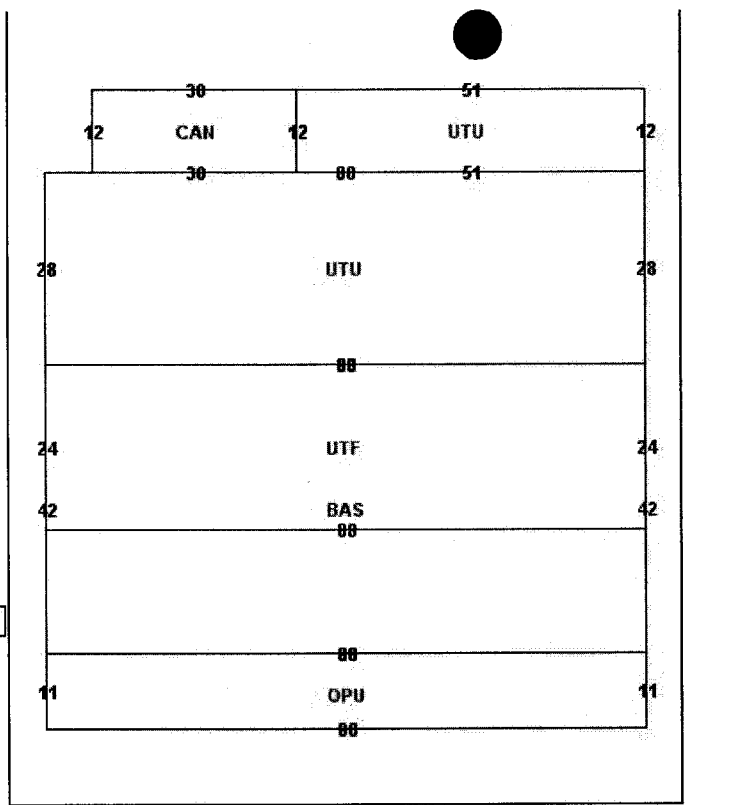 30 51
12 CAN 12 UTU 12
30 88 51
28 UTU 28
88
24 UTF 24
42 BAS 42
88
88
11 OPU 11
88